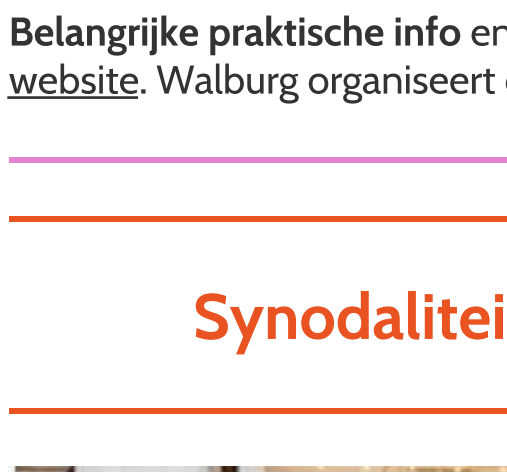 Belangrijke praktische info en
website. Walburg organiseert
Synodalitei